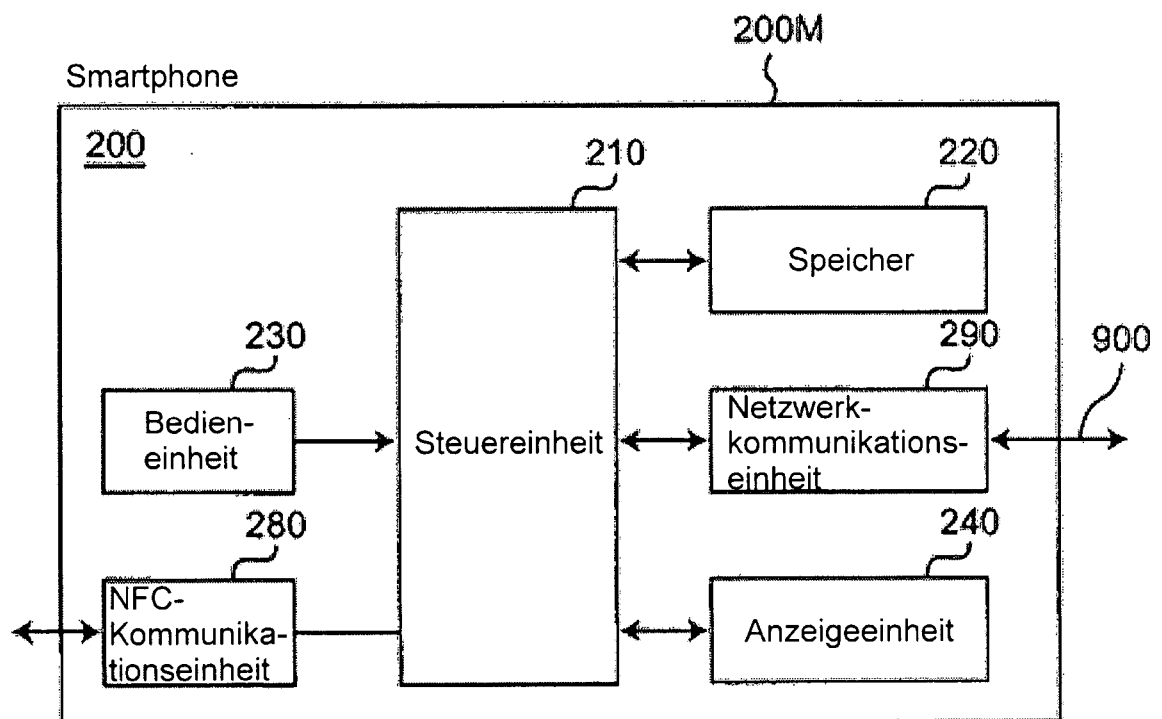 200M
Smartphone
200
210
220
Speicher
230
Bedien-
einheit
Steuereinheit
290
900
Netzwerk-
kommunikations-
einheit
280
NFC-
Kommunika-
tionseinheit
240
Anzeigeeinheit